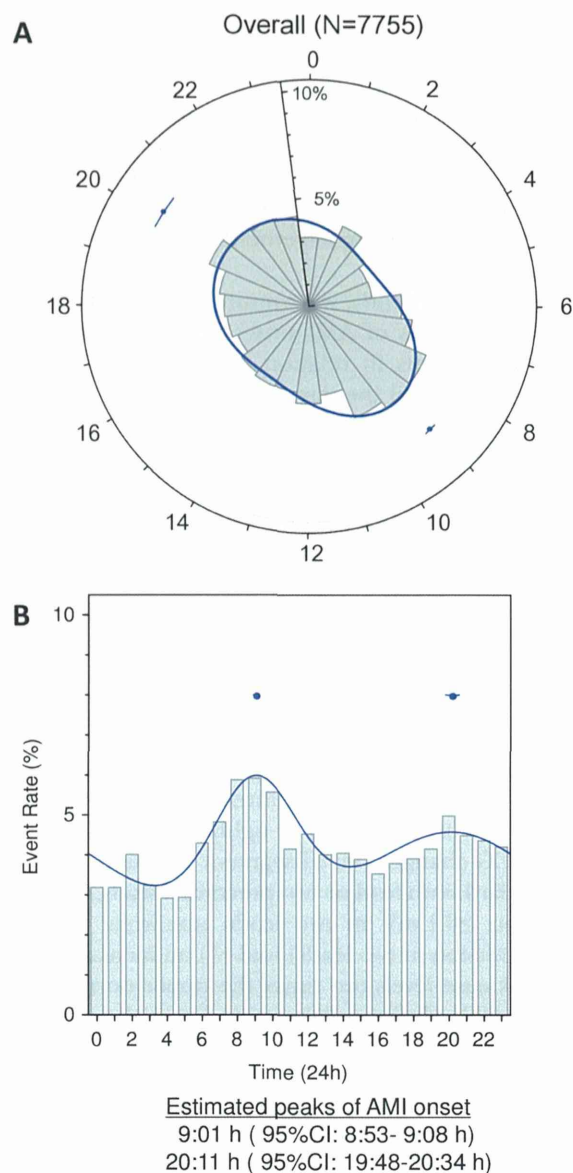 A
Overall (N=7755)
0
2
4
6
8
10
12
14
16
18
20
22
10%
5%
B
Event Rate (%)
10
5
0
0 2 4 6 8 10 12 14 16 18 20 22
Time (24h)
Estimated peaks of AMI onset
9:01 h ( 95%CI: 8:53- 9:08 h)
20:11 h ( 95%CI: 19:48-20:34 h)